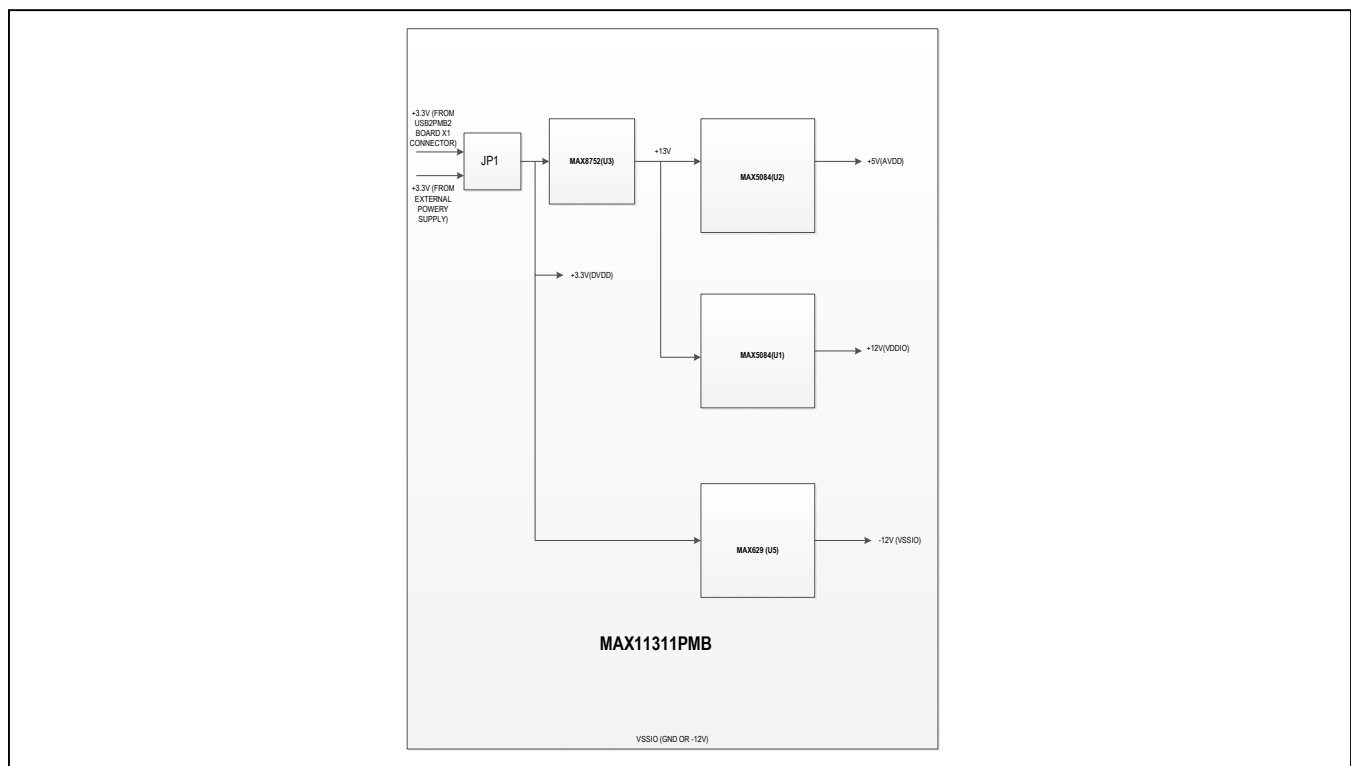 +3.3V (FROM
USB2PMB2
BOARD X1
CONNECTOR)
JP1
+3.3V (FROM
EXTERNAL
POWERY
SUPPLY)
MAX8752(U3)
+13V
MAX5084(U2)
+5V(AVDD)
+3.3V(DVDD)
MAX5084(U1)
+12V(VDDIO)
MAX629 (U5)
-12V (VSSIO)
MAX11311PMB
VSSIO (GND OR -12V)